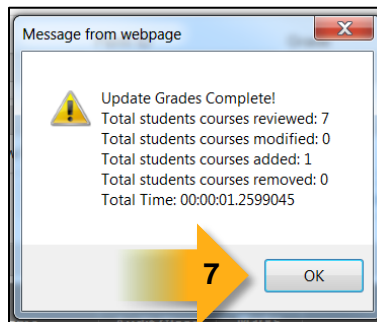 Message from webpage
X
Update Grades Complete!
Total students courses reviewed: 7
Total students courses modified: 0
Total students courses added: 1
Total students courses removed: 0
Total Time: 00:00:01.2599045
7
OK